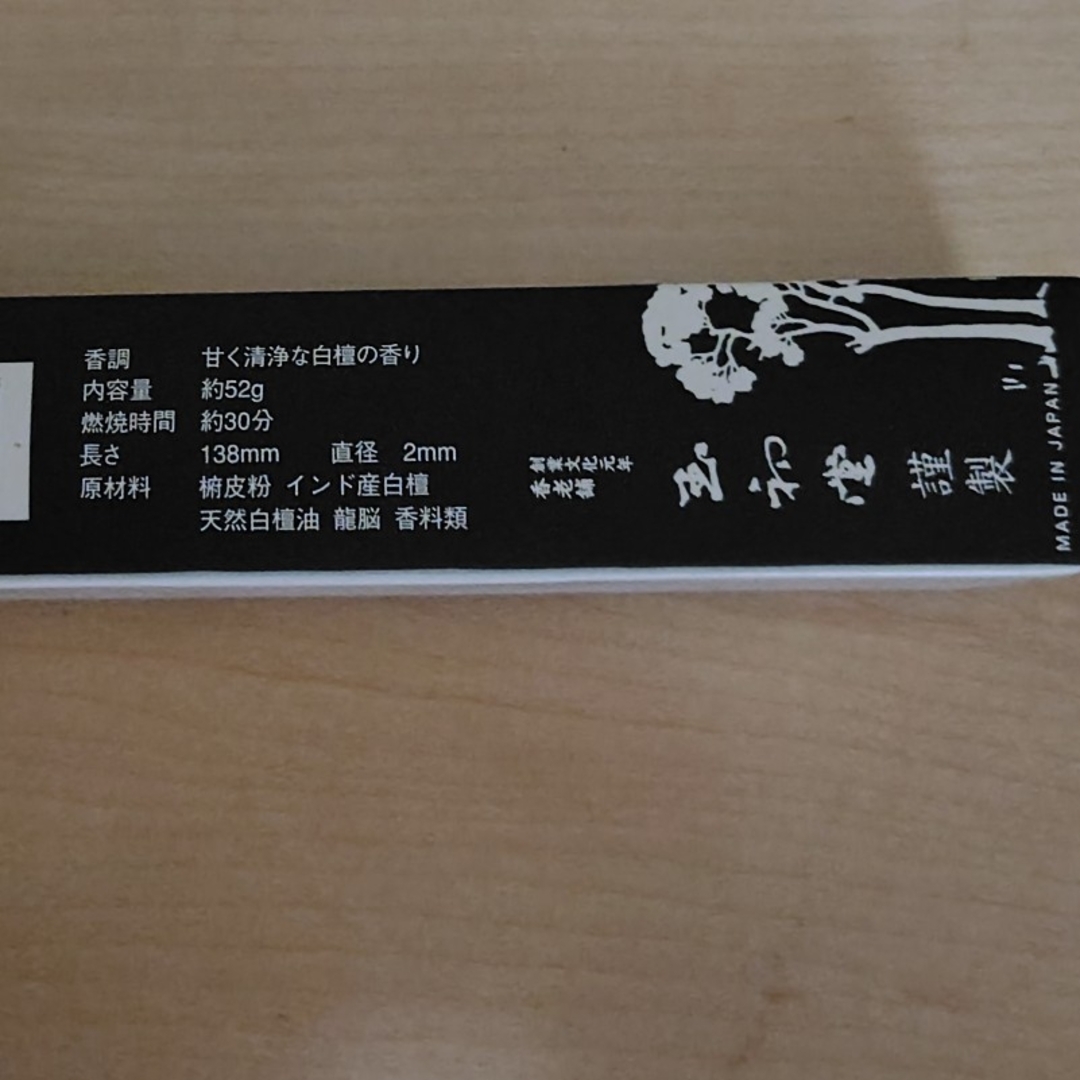 香調 甘く清浄な白檀の香り
内容量 約52g
燃焼時間 約30分
長さ 138mm 直径 2mm
原材料 椨皮粉 インド産白檀
天然白檀油 龍脳 香料類
創業文化元年
香老舗
玉初堂
謹製
MADE IN JAPAN